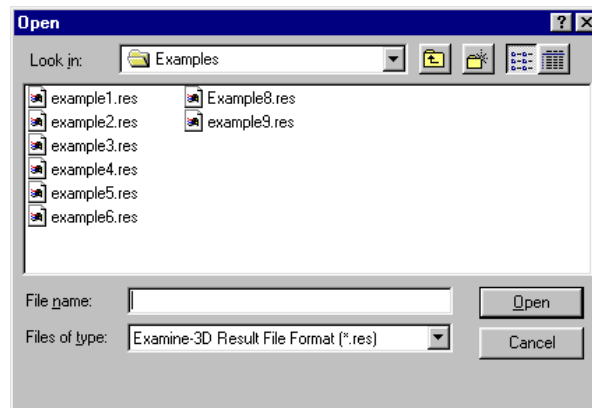 Open
Look in: Examples
example1.res Example8.res
example2.res example9.res
example3.res
example4.res
example5.res
example6.res
File name: Open
Files of type: Examine-3D Result File Format (*.res) Cancel